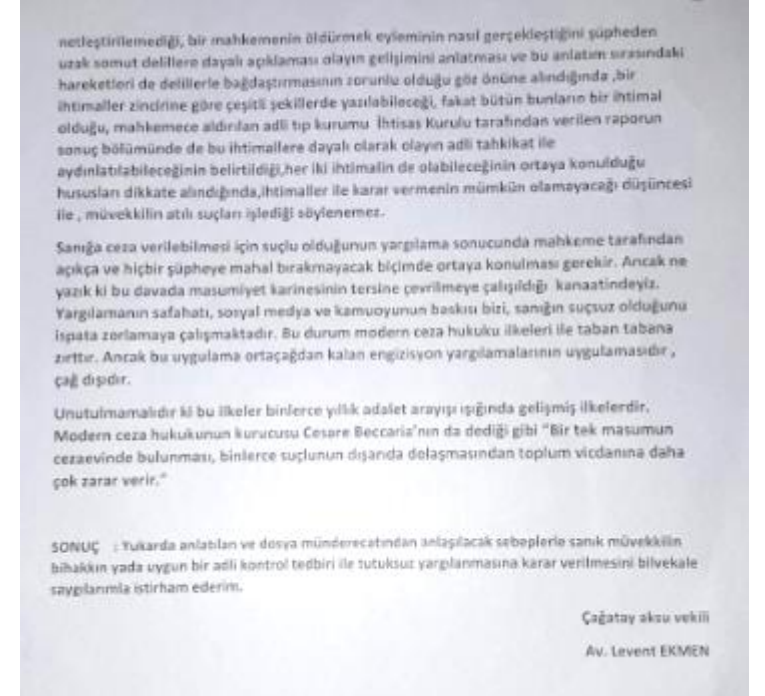 netleştirilemediği, bir mahkemenin öldürmek eyleminin nasıl gerçekleştiğini şüpheden
uzak somut delillere dayalı açıklaması olayın gelişimini anlatması ve bu anlatım sırasındaki
hareketleri de delillerle bağdaştırmasının zorunlu olduğu göz önüne alındığında ,bir
ihtimaller zincirine göre çeşitli şekillerde yazılabileceği, fakat bütün bunların bir ihtimal
olduğu, mahkemece aldırılan adli tıp kurumu İhtisas Kurulu tarafından verilen raporun
sonuç bölümünde de bu ihtimallere dayalı olarak olayın adli tahkikat ile
aydınlatılabileceğinin belirtildiği,her iki ihtimalin de olabileceğinin ortaya konulduğu
hususları dikkate alındığında,ihtimaller ile karar vermenin mümkün olamayacağı düşüncesi
ile , müvekkilin atılı suçları işlediği söylenemez.
Sanığa ceza verilebilmesi için suçlu olduğunun yargılama sonucunda mahkeme tarafından
açıkça ve hiçbir şüpheye mahal bırakmayacak biçimde ortaya konulması gerekir. Ancak ne
yazık ki bu davada masumiyet karinesinin tersine çevrilmeye çalışıldığı kanaatindeyiz.
Yargılamanın safahatı, sosyal medya ve kamuoyunun baskısı bizi, sanığın suçsuz olduğunu
ispata zorlamaya çalışmaktadır. Bu durum modern ceza hukuku ilkeleri ile taban tabana
zırttır. Ancak bu uygulama ortaçağdan kalan engizisyon yargılamalarının uygulamasıdır ,
çağ dışıdır.
Unutulmamalıdır ki bu ilkeler binlerce yıllık adalet arayışı ışığında gelişmiş ilkelerdir.
Modern ceza hukukunun kurucusu Cesare Beccaria'nın da dediği gibi "Bir tek masumun
cezaevinde bulunması, binlerce suçlunun dışarıda dolaşmasından toplum vicdanına daha
çok zarar verir."
SONUÇ : Yukarda anlatılan ve dosya münderecatından anlaşılacak sebeplerle sanık müvekkilin
bihakkın yada uygun bir adli kontrol tedbiri ile tutuksuz yargılanmasına karar verilmesini bilvekale
saygılarımla istirham ederim.
Çağatay aksu vekili
Av. Levent EKMEN